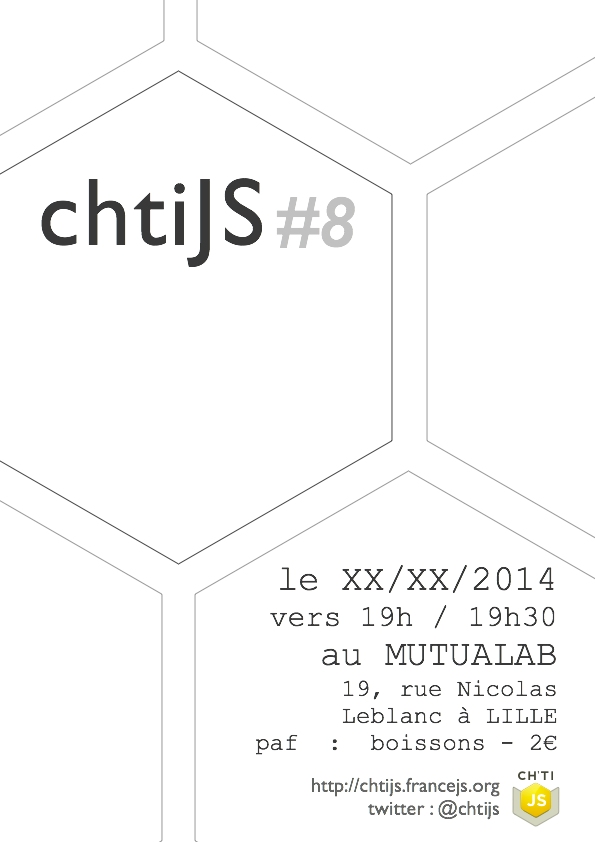 chtiJS #8
le XX/XX/2014
vers 19h / 19h30
au MUTUALAB
19, rue Nicolas
Leblanc à LILLE
paf : boissons - 2€
http://chtijs.francejs.org
twitter : @chtijs
CH'TI
JS